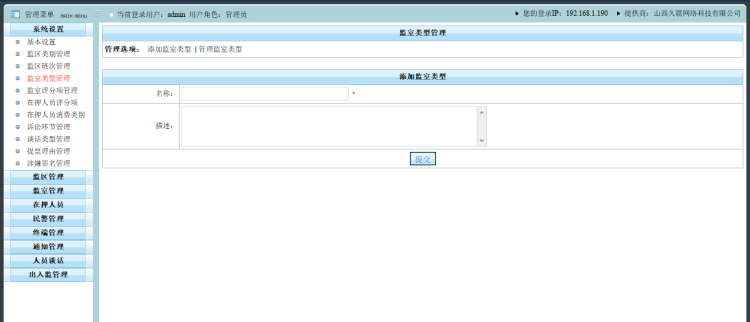 管理菜单 MAIN MENU 当前登录用户：admin 用户角色：管理员 您的登录IP：192.168.1.190 提供商：山西久联网络科技有限公司
系统设置
基本设置
监区类别管理
监区班次管理
监室类型管理
监室评分项管理
在押人员评分项
在押人员消费类别
诉讼环节管理
谈话类型管理
提票理由管理
涉嫌罪名管理
监区管理
监室管理
在押人员
民警管理
终端管理
通知管理
人员谈话
出入监管理
监室类型管理
管理选项： 添加监室类型 | 管理监室类型
添加监室类型
名称： *
描述：
提交